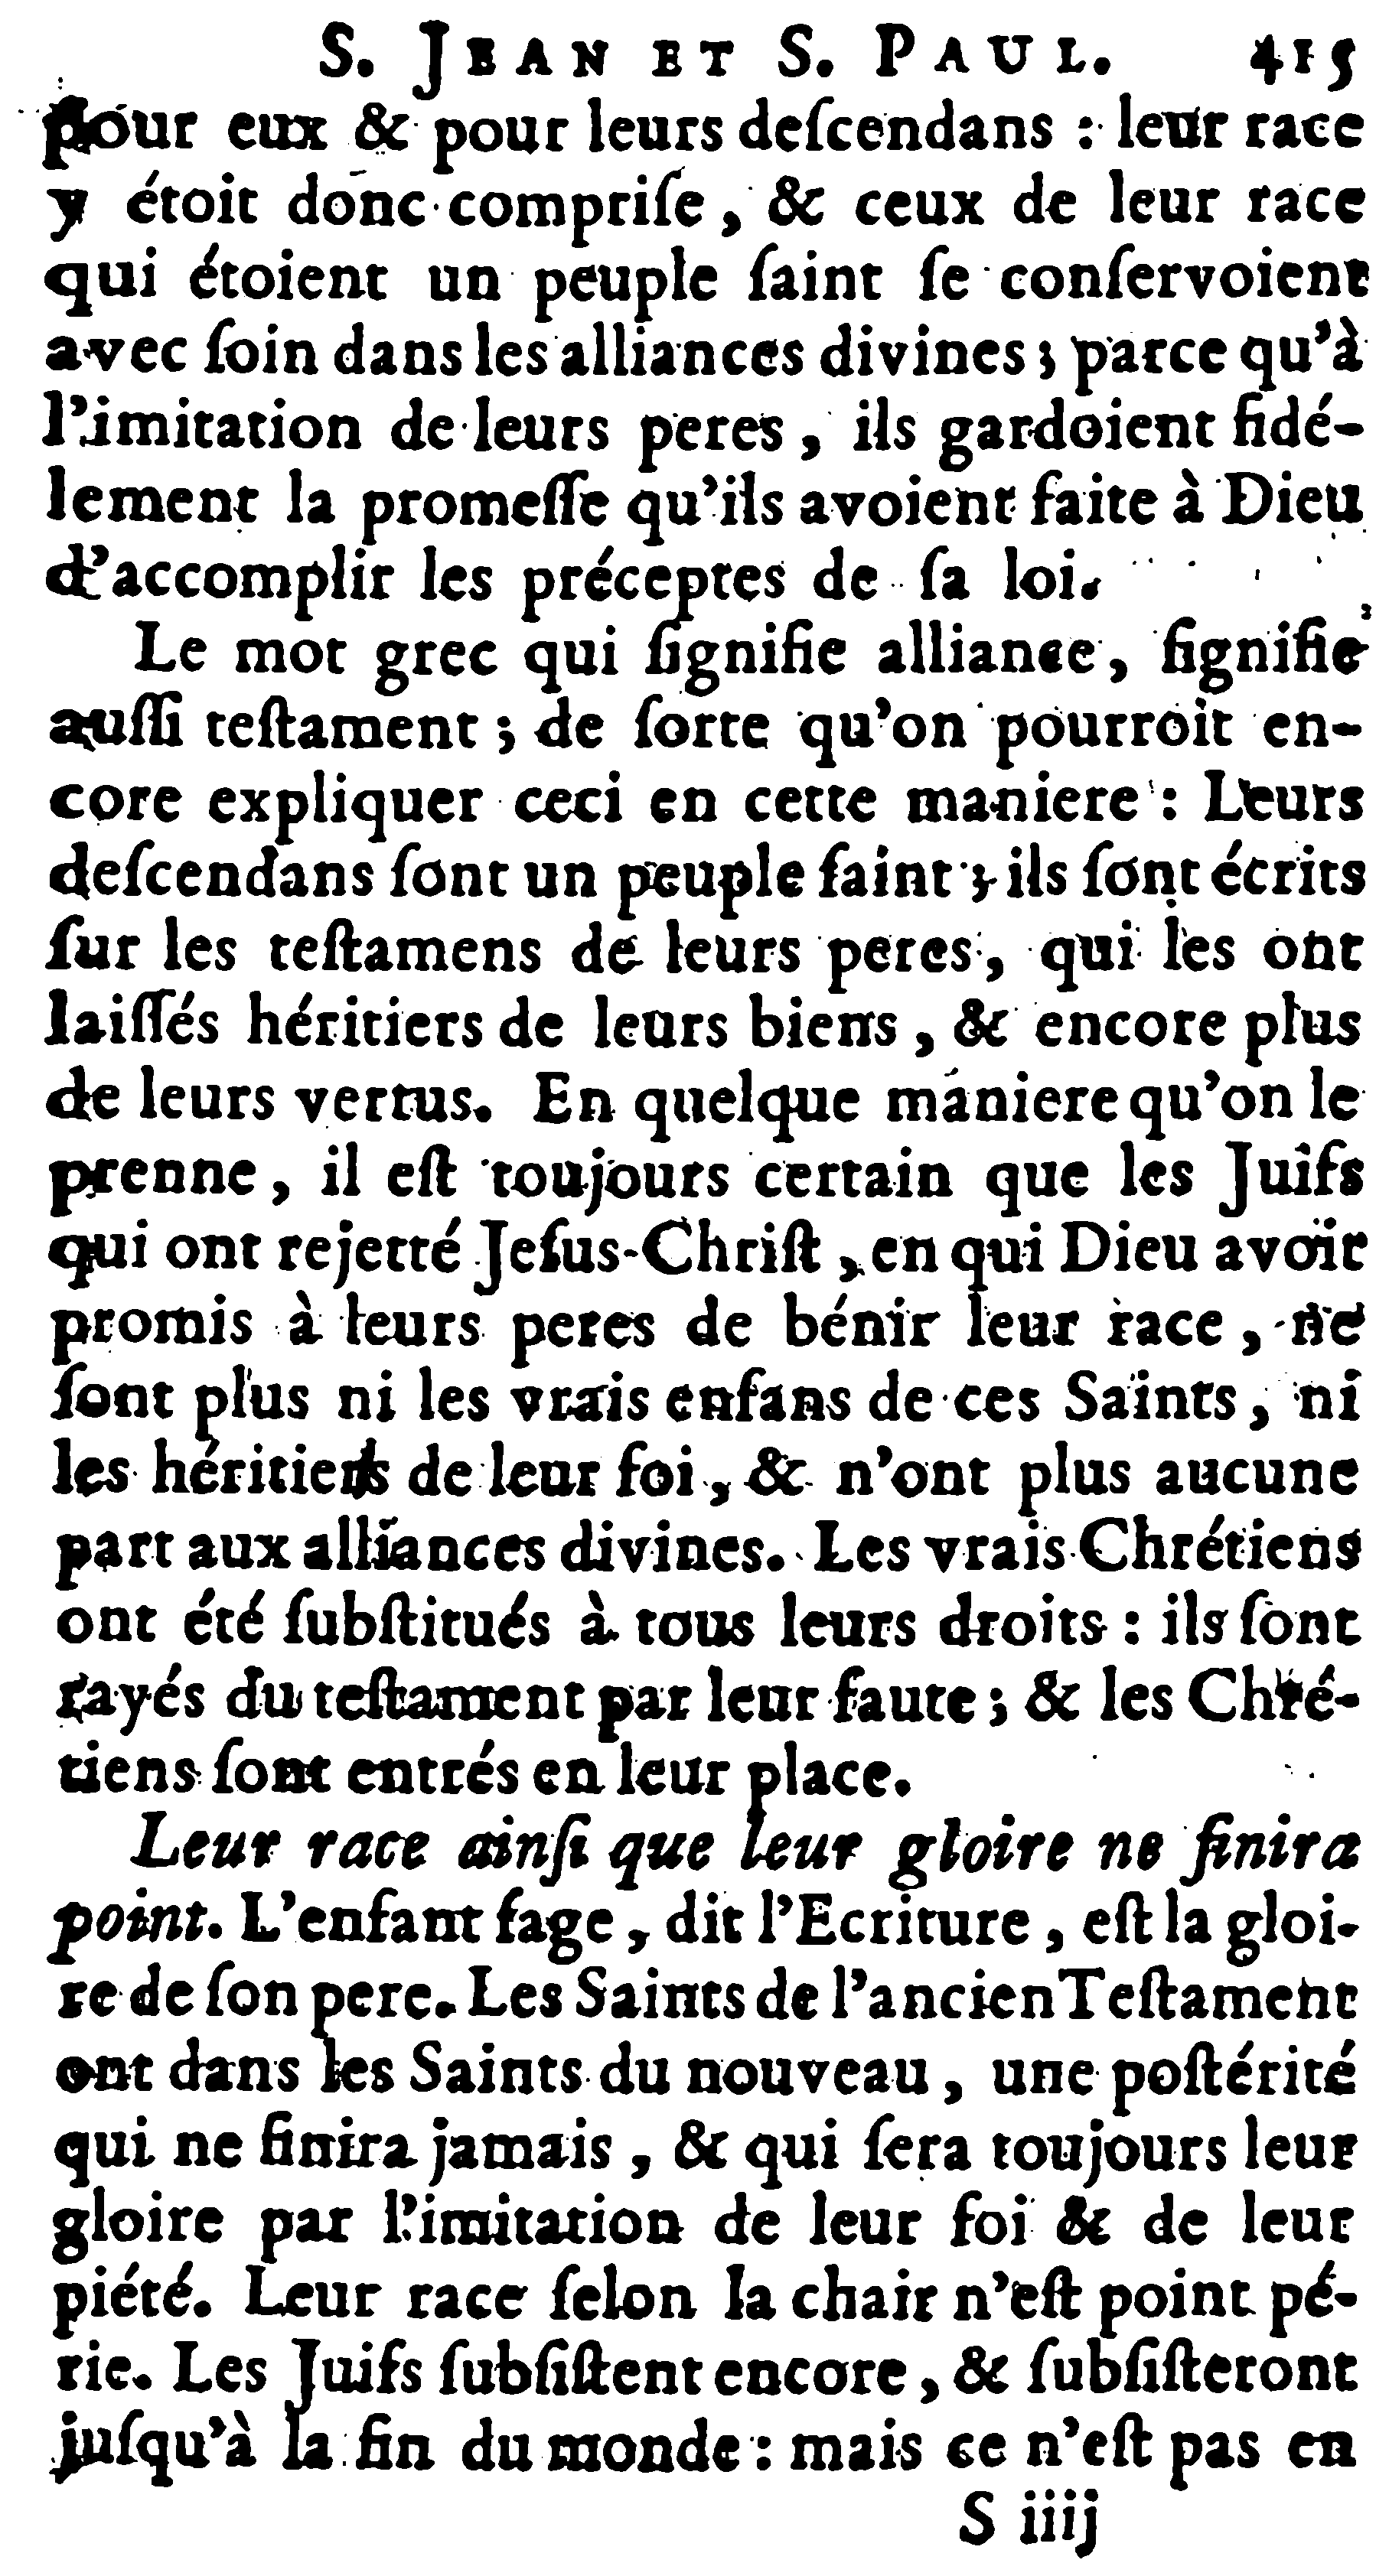 S. JEAN ET S. PAUL. 415
pour eux & pour leurs deſcendans : leur race
y étoit donc compriſe, & ceux de leur race
qui étoient un peuple ſaint ſe conſervoient
avec ſoin dans les alliances divines ; parce qu'à
l'imitation de leurs peres, ils gardoient fidé-
lement la promeſſe qu'ils avoient faite à Dieu
d'accomplir les préceptes de ſa loi.
Le mot grec qui ſignifie alliance, ſignifie
auſſi teſtament ; de ſorte qu'on pourroit en-
core expliquer ceci en cette maniere : Leurs
deſcendans ſont un peuple ſaint ; ils ſont écrits
ſur les teſtamens de leurs peres, qui les ont
laiſſés héritiers de leurs biens, & encore plus
de leurs vertus. En quelque maniere qu'on le
prenne, il eſt toujours certain que les Juifs
qui ont rejetté Jeſus-Chriſt, en qui Dieu avoit
promis à leurs peres de bénir leur race, ne
ſont plus ni les vrais enfans de ces Saints, ni
les héritiers de leur foi, & n'ont plus aucune
part aux alliances divines. Les vrais Chrétiens
ont été ſubſtitués à tous leurs droits : ils ſont
rayés du teſtament par leur faute ; & les Chré-
tiens ſont entrés en leur place.
Leur race ainſi que leur gloire ne finira
point. L'enfant ſage, dit l'Ecriture, eſt la gloi-
re de ſon pere. Les Saints de l'ancien Teſtament
ont dans les Saints du nouveau, une poſtérité
qui ne finira jamais, & qui ſera toujours leur
gloire par l'imitation de leur foi & de leur
piété. Leur race ſelon la chair n'eſt point pé-
rie. Les Juifs ſubſiſtent encore, & ſubſiſteront
juſqu'à la fin du monde : mais ce n'eſt pas en
S iiij